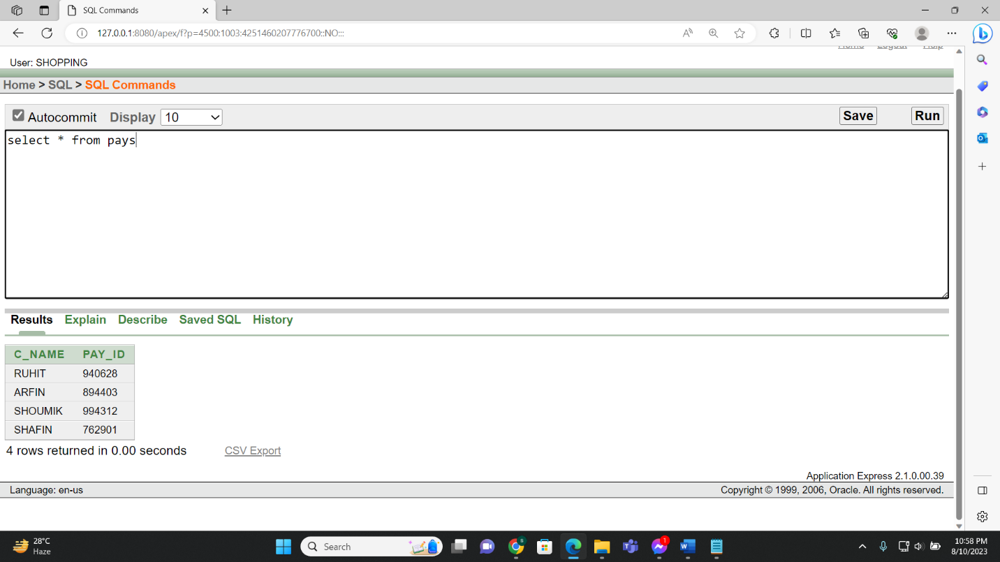 SQL Commands
127.0.0.1:8080/apex/f?p=4500:1003:4251460207776700::NO:::
Home Logout Help
User: SHOPPING
Home > SQL > SQL Commands
Autocommit Display 10 Save Run
select * from pays
Results Explain Describe Saved SQL History
C_NAME PAY_ID
RUHIT 940628
ARFIN 894403
SHOUMIK 994312
SHAFIN 762901
4 rows returned in 0.00 seconds CSV Export
Application Express 2.1.0.00.39
Language: en-us Copyright © 1999, 2006, Oracle. All rights reserved.
28°C
Haze
Search
10:58 PM
8/10/2023